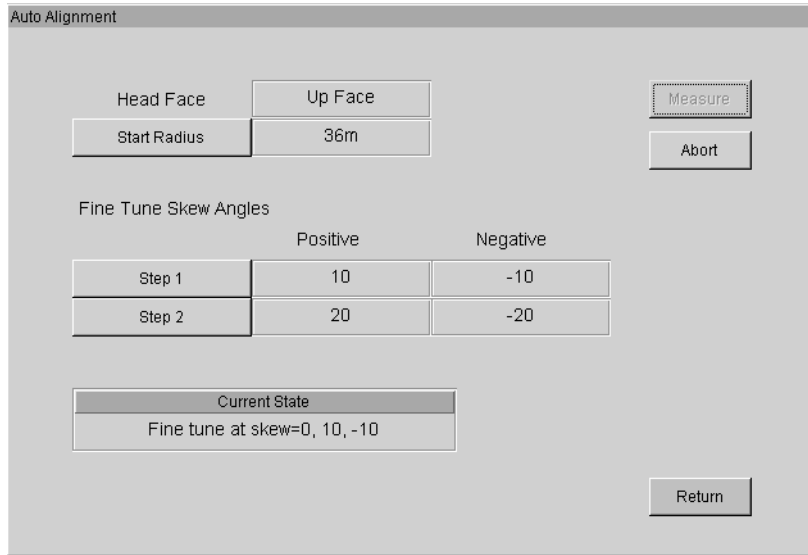 Auto Alignment
Head Face Up Face Measure
Start Radius 36m Abort
Fine Tune Skew Angles
Positive Negative
Step 1 10 -10
Step 2 20 -20
Current State
Fine tune at skew=0, 10, -10
Return